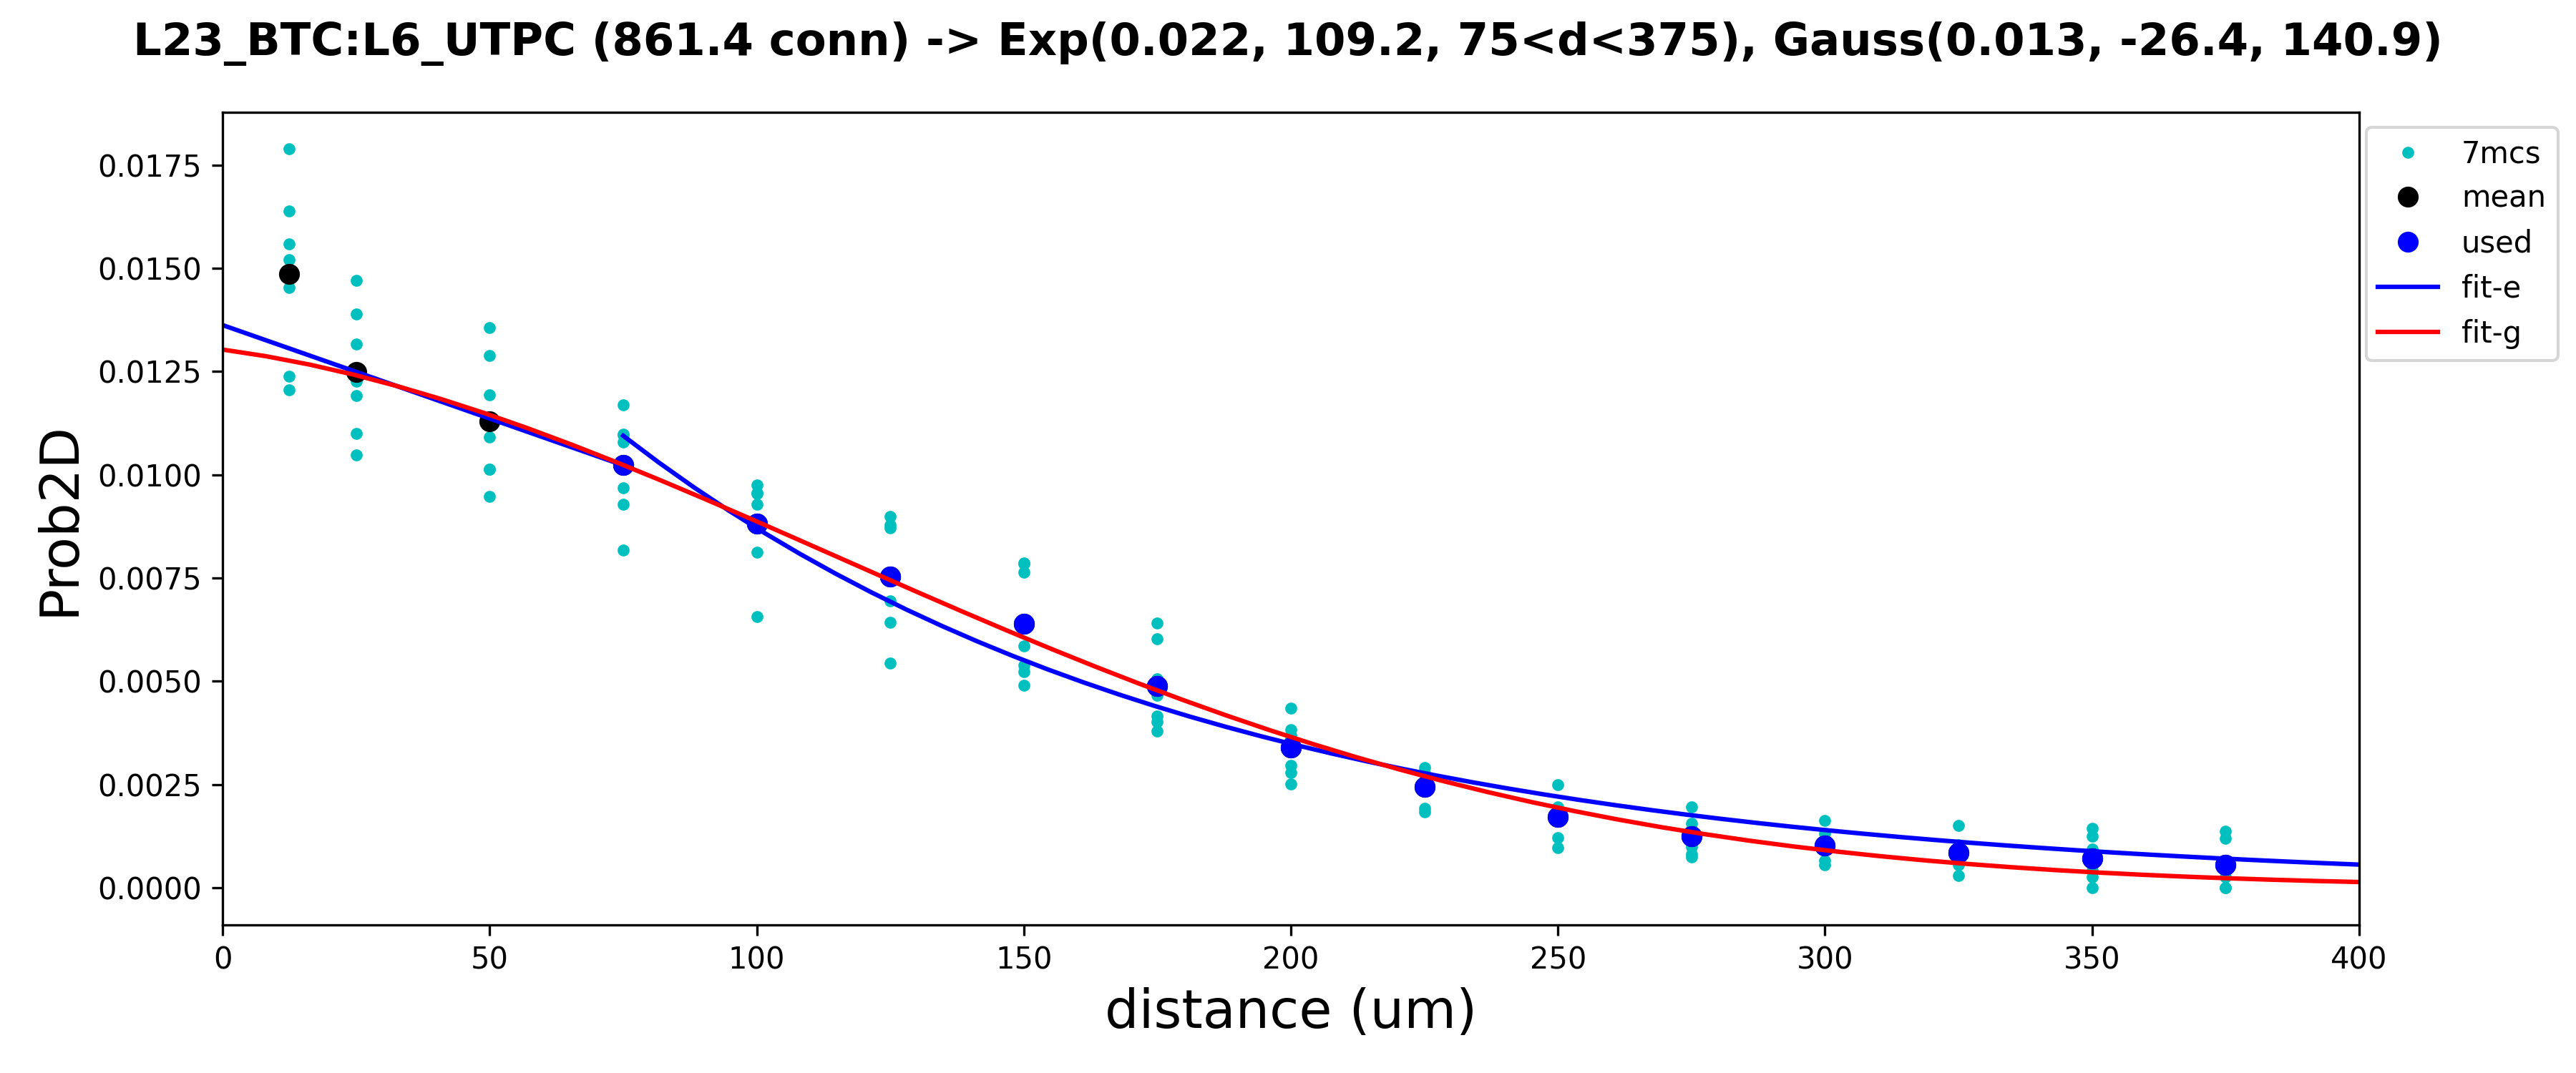 L23_BTC:L6_UTPC (861.4 conn) -> Exp(0.022, 109.2, 75<d<375), Gauss(0.013, -26.4, 140.9)
7mcs
mean
used
fit-e
fit-g
Prob2D
0.0175
0.0150
0.0125
0.0100
0.0075
0.0050
0.0025
0.0000
0 50 100 150 200 250 300 350 400
distance (um)